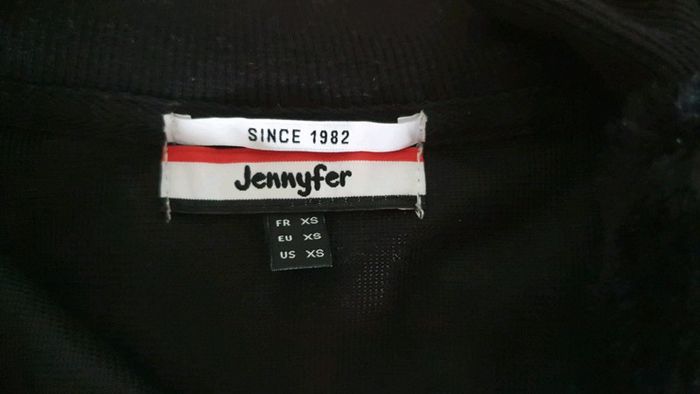 SINCE 1982
Jennyfer
FR XS
EU XS
US XS